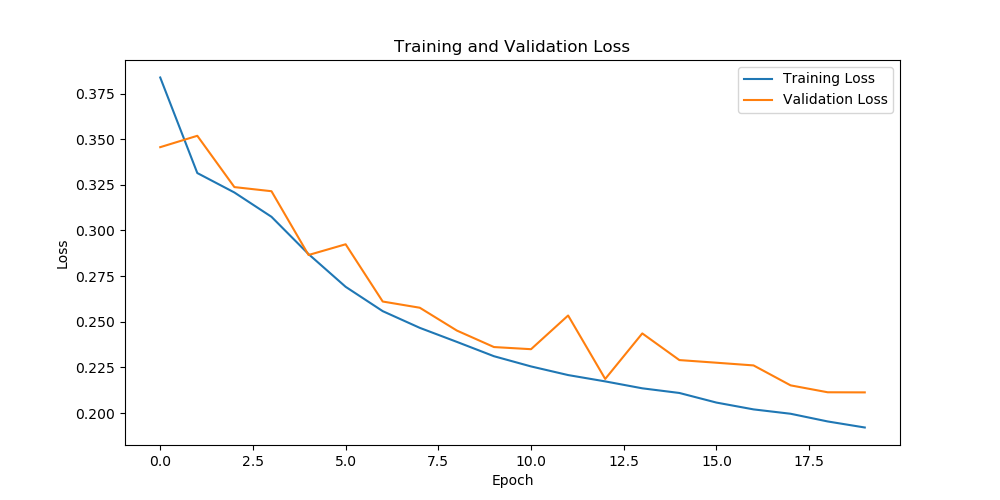 Training and Validation Loss
Training Loss
Validation Loss
0.375
0.350
0.325
0.300
0.275
0.250
0.225
0.200
Loss
0.0 2.5 5.0 7.5 10.0 12.5 15.0 17.5
Epoch